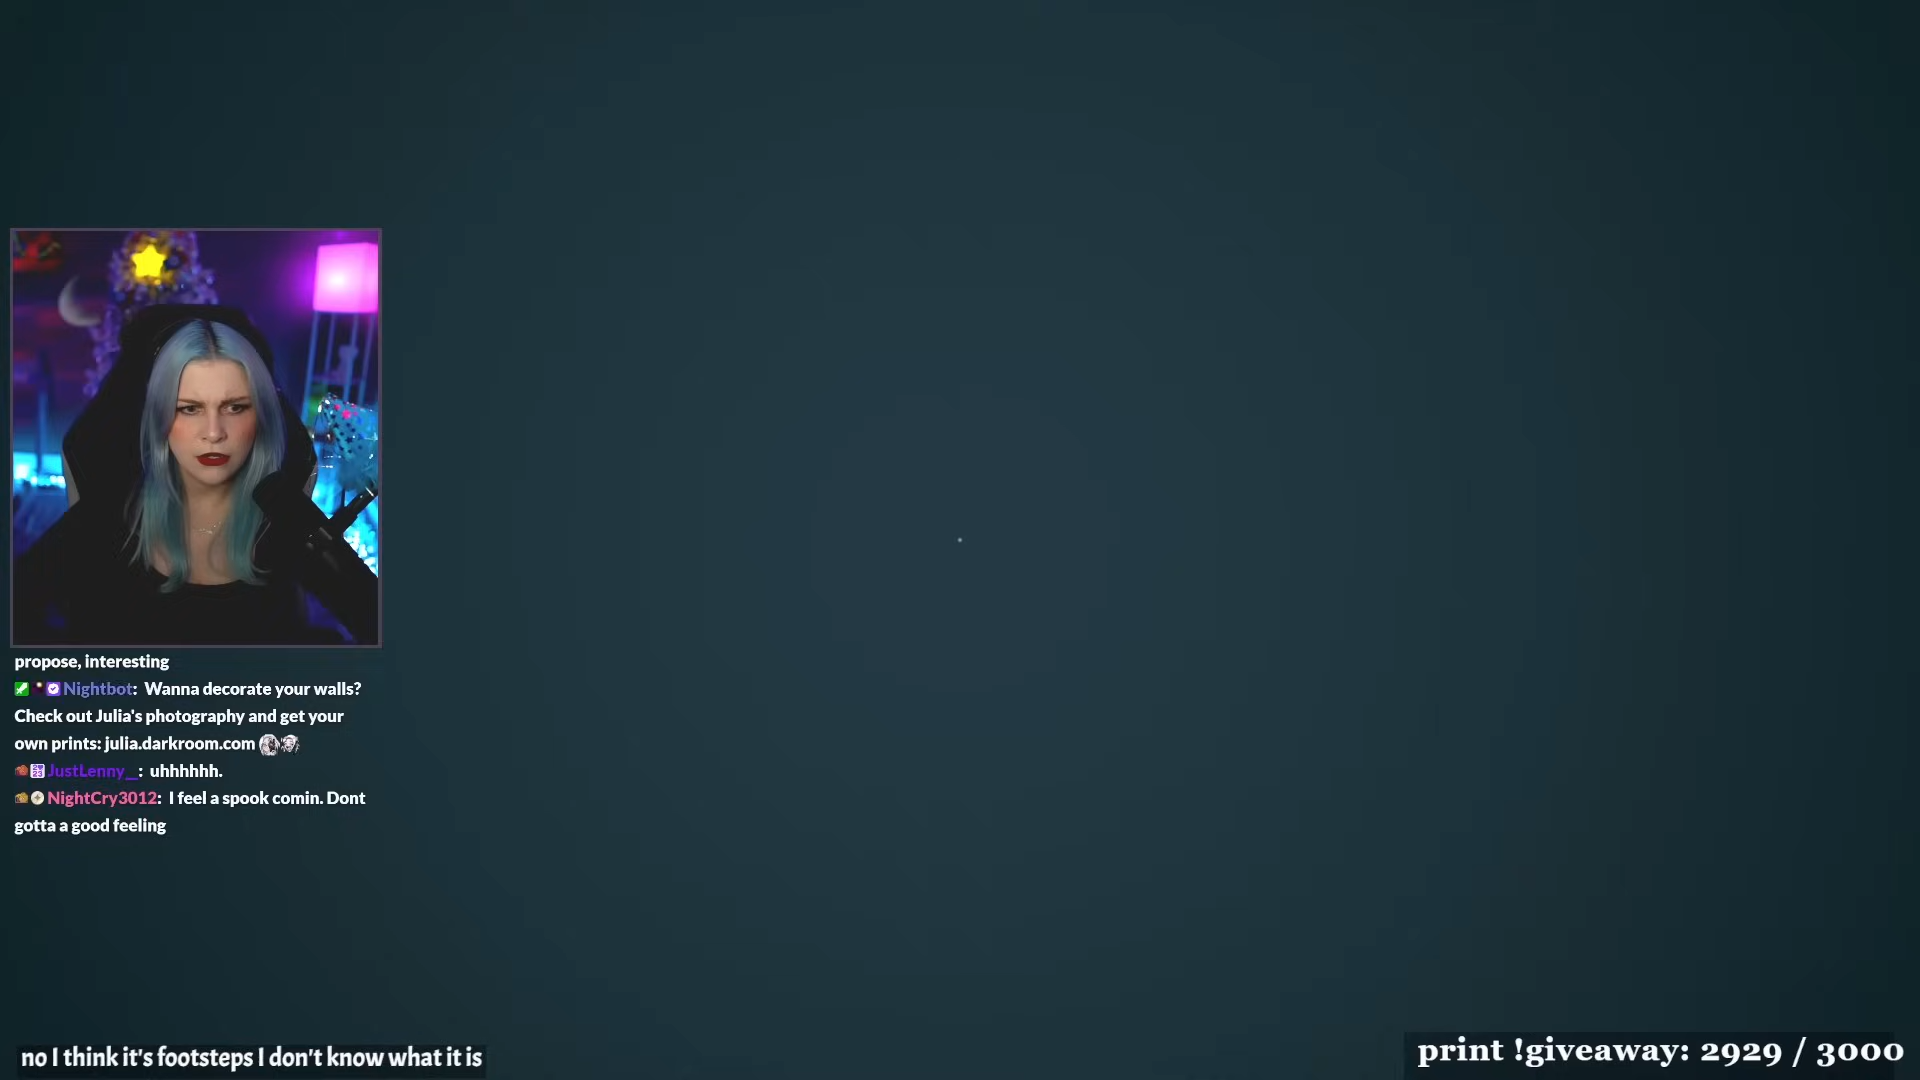 propose, interesting
Nightbot: Wanna decorate your walls?
Check out Julia's photography and get your
own prints: julia.darkroom.com
JustLenny__: uhhhhhh.
NightCry3012: I feel a spook comin. Dont
gotta a good feeling
no I think it's footsteps I don't know what it is
print !giveaway: 2929 / 3000